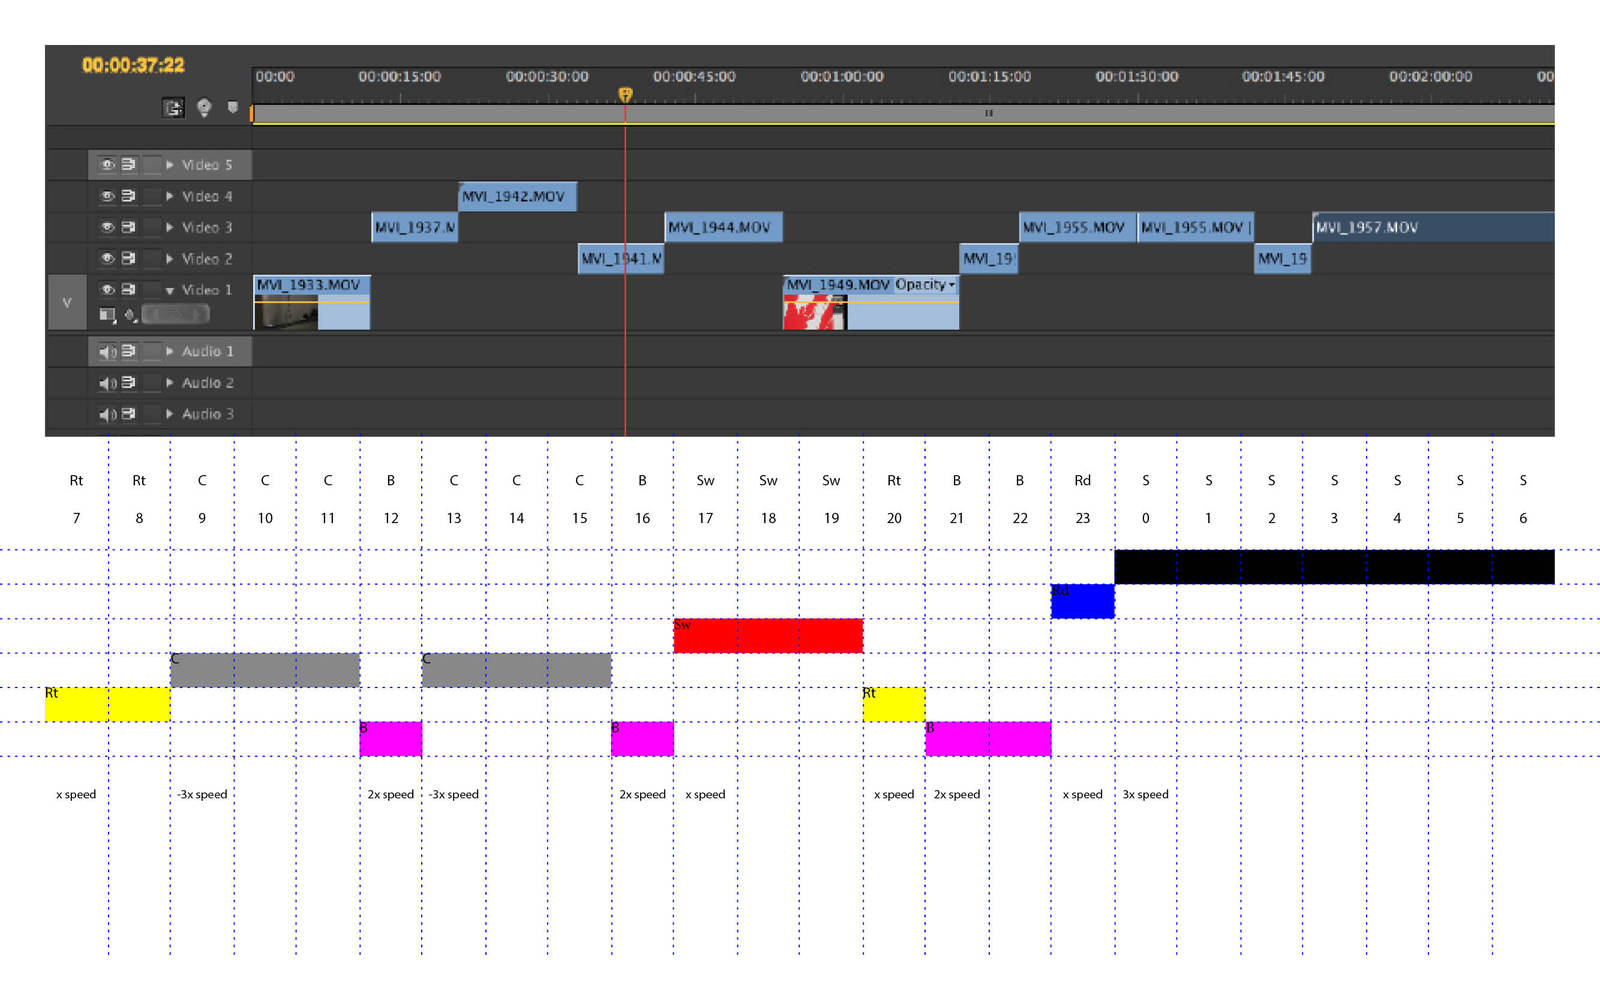 00:00:37:22
00:00 00:00:15:00 00:00:30:00 00:00:45:00 00:01:00:00 00:01:15:00 00:01:30:00 00:01:45:00 00:02:00:00 00
Video 5
Video 4 MVI_1942.MOV
Video 3 MVI_1937.M MVI_1944.MOV MVI_1955.MOV MVI_1955.MOV MVI_1957.MOV
Video 2 MVI_1941.M MVI_19 MVI_19
V Video 1 MVI_1933.MOV MVI_1949.MOV Opacity
Audio 1
Audio 2
Audio 3
Rt Rt C C C B C C C B Sw Sw Sw Rt B B Rd S S S S S S S
7 8 9 10 11 12 13 14 15 16 17 18 19 20 21 22 23 0 1 2 3 4 5 6
Rd
Sw
C C
Rt Rt
B B B
x speed -3x speed 2x speed -3x speed 2x speed x speed x speed 2x speed x speed 3x speed